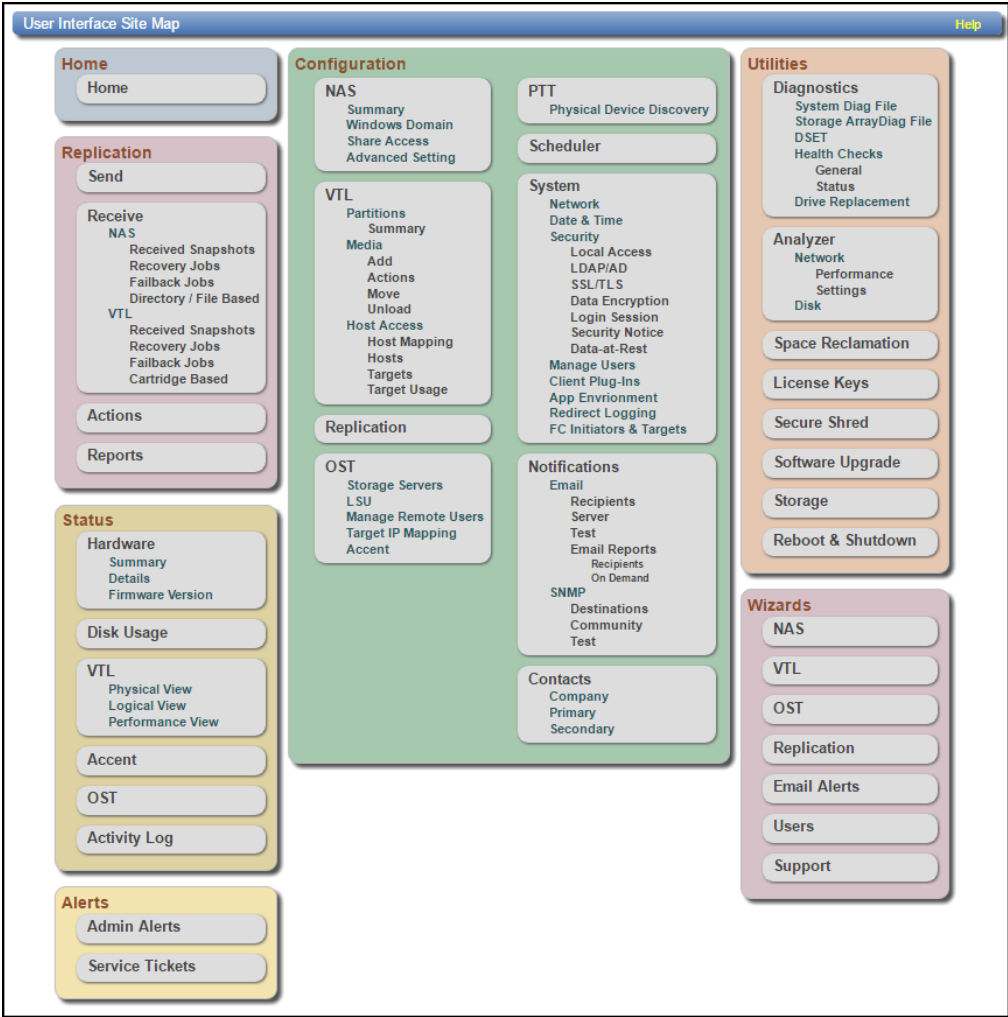 User Interface Site Map
Help
Home
Home
Replication
Send
Receive
NAS
Received Snapshots
Recovery Jobs
Failback Jobs
Directory / File Based
VTL
Received Snapshots
Recovery Jobs
Failback Jobs
Cartridge Based
Actions
Reports
Status
Hardware
Summary
Details
Firmware Version
Disk Usage
VTL
Physical View
Logical View
Performance View
Accent
OST
Activity Log
Alerts
Admin Alerts
Service Tickets
Configuration
NAS
Summary
Windows Domain
Share Access
Advanced Setting
VTL
Partitions
Summary
Media
Add
Actions
Move
Unload
Host Access
Host Mapping
Hosts
Targets
Target Usage
Replication
OST
Storage Servers
LSU
Manage Remote Users
Target IP Mapping
Accent
PTT
Physical Device Discovery
Scheduler
System
Network
Date & Time
Security
Local Access
LDAP/AD
SSL/TLS
Data Encryption
Login Session
Security Notice
Data-at-Rest
Manage Users
Client Plug-Ins
App Envrionment
Redirect Logging
FC Initiators & Targets
Notifications
Email
Recipients
Server
Test
Email Reports
Recipients
On Demand
SNMP
Destinations
Community
Test
Contacts
Company
Primary
Secondary
Utilities
Diagnostics
System Diag File
Storage ArrayDiag File
DSET
Health Checks
General
Status
Drive Replacement
Analyzer
Network
Performance
Settings
Disk
Space Reclamation
License Keys
Secure Shred
Software Upgrade
Storage
Reboot & Shutdown
Wizards
NAS
VTL
OST
Replication
Email Alerts
Users
Support